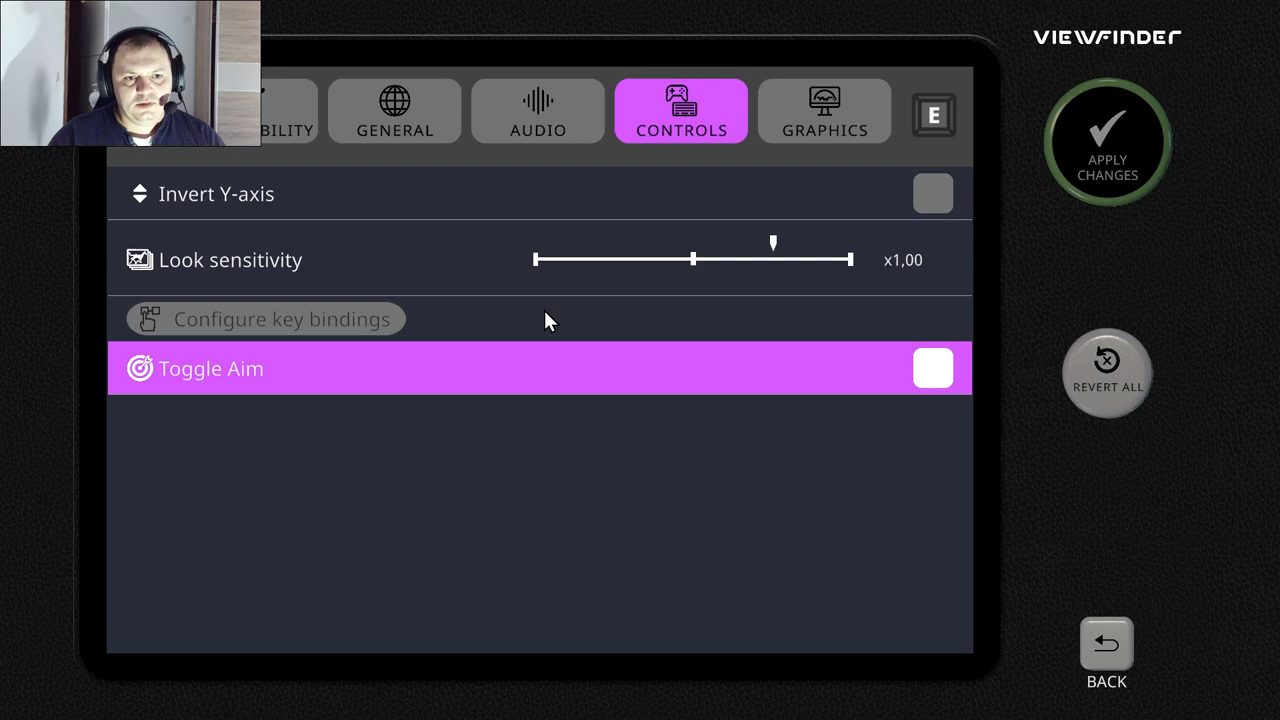 VIEWFINDER
BILITY
GENERAL
AUDIO
CONTROLS
GRAPHICS
E
APPLY
CHANGES
Invert Y-axis
Look sensitivity
x1,00
Configure key bindings
Toggle Aim
REVERT ALL
BACK